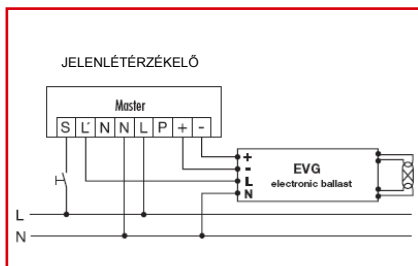 JELENLÉTÉRZÉKELŐ
Master
S L' N N L P + -
+
- EVG
L electronic ballast
N
L
N